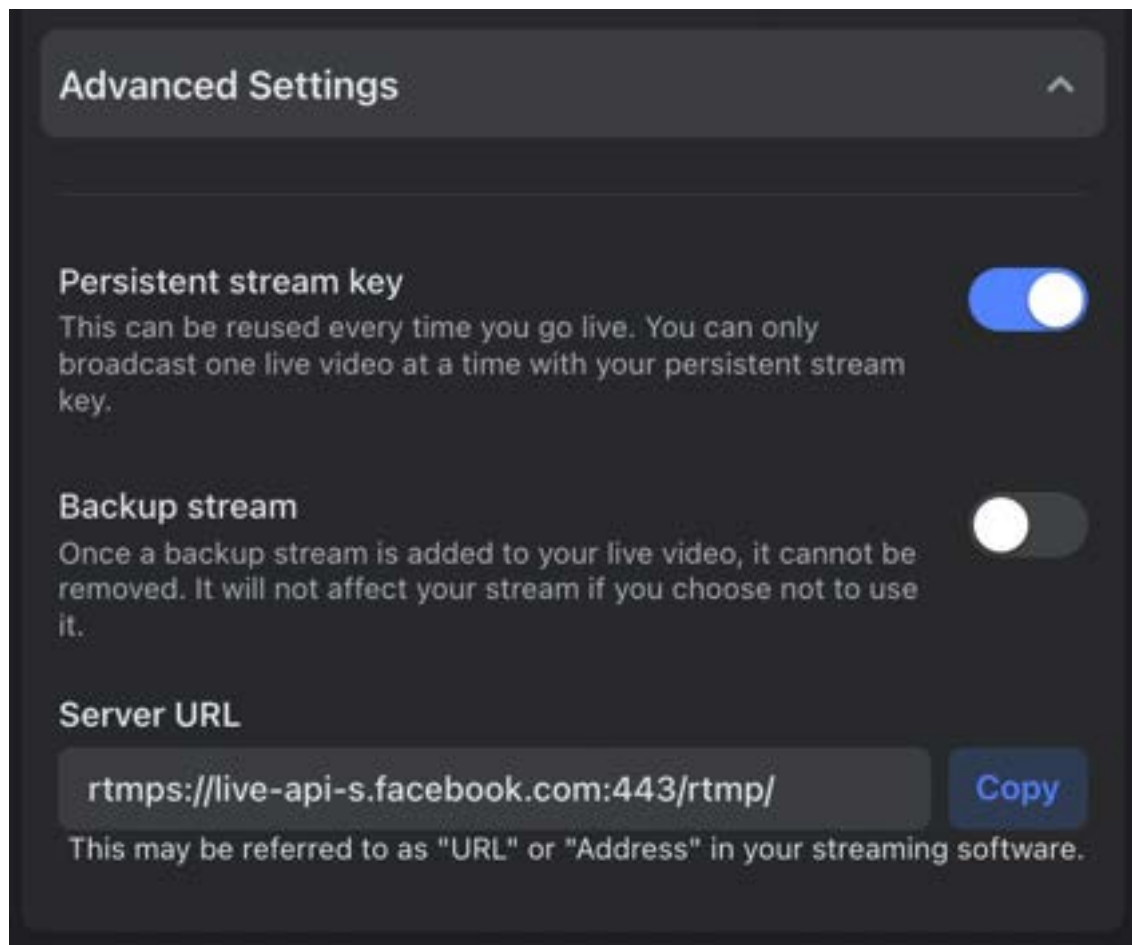 Advanced Settings
Persistent stream key
This can be reused every time you go live. You can only
broadcast one live video at a time with your persistent stream
key.
Backup stream
Once a backup stream is added to your live video, it cannot be
removed. It will not affect your stream if you choose not to use
it.
Server URL
rtmps://live-api-s.facebook.com:443/rtmp/
Copy
This may be referred to as "URL" or "Address" in your streaming software.